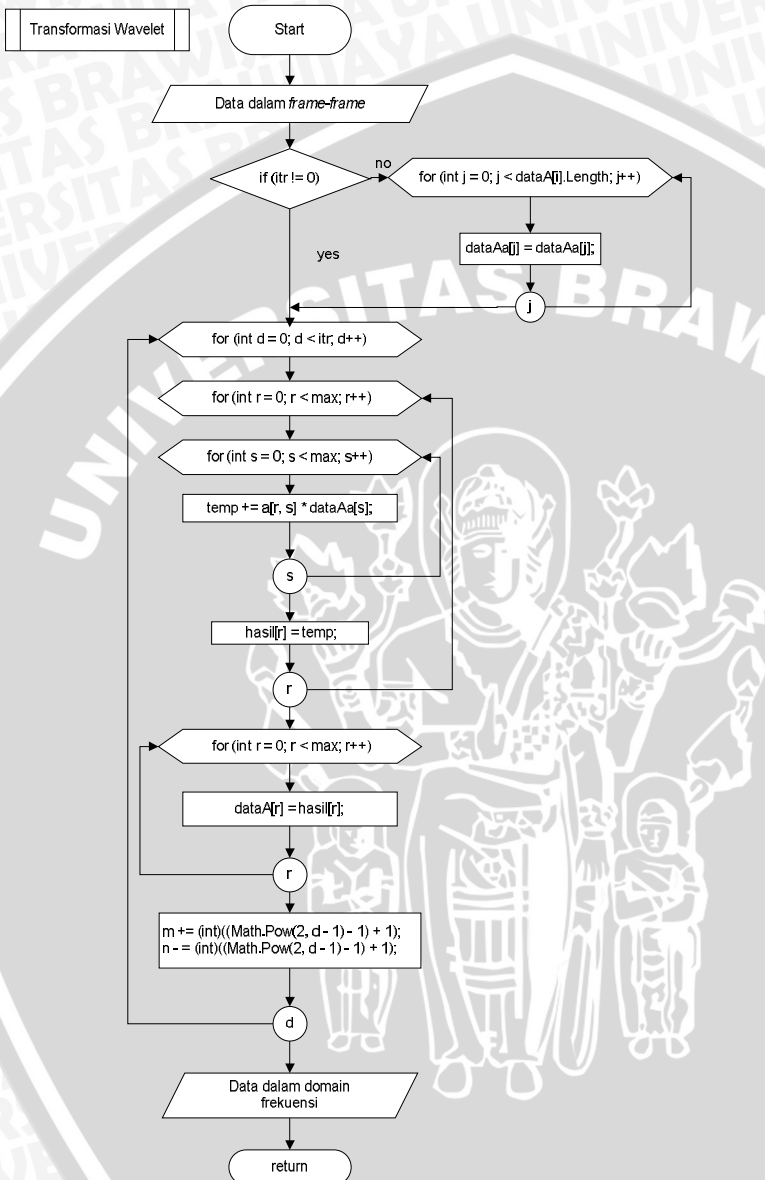 Transformasi Wavelet
Start
Data dalam frame-frame
if (itr != 0)
no
for (int j = 0; j < dataA[i].Length; j++)
yes
dataAa[j] = dataAa[j];
j
for (int d = 0; d < itr; d++)
for (int r = 0; r < max; r++)
for (int s = 0; s < max; s++)
temp += a[r, s] * dataAa[s];
s
hasil[r] = temp;
r
for (int r = 0; r < max; r++)
dataA[r] = hasil[r];
r
m += (int)((Math.Pow(2, d - 1) - 1) + 1);
n - = (int)((Math.Pow(2, d - 1) - 1) + 1);
d
Data dalam domain
frekuensi
return
UNIVERSITAS BRAW